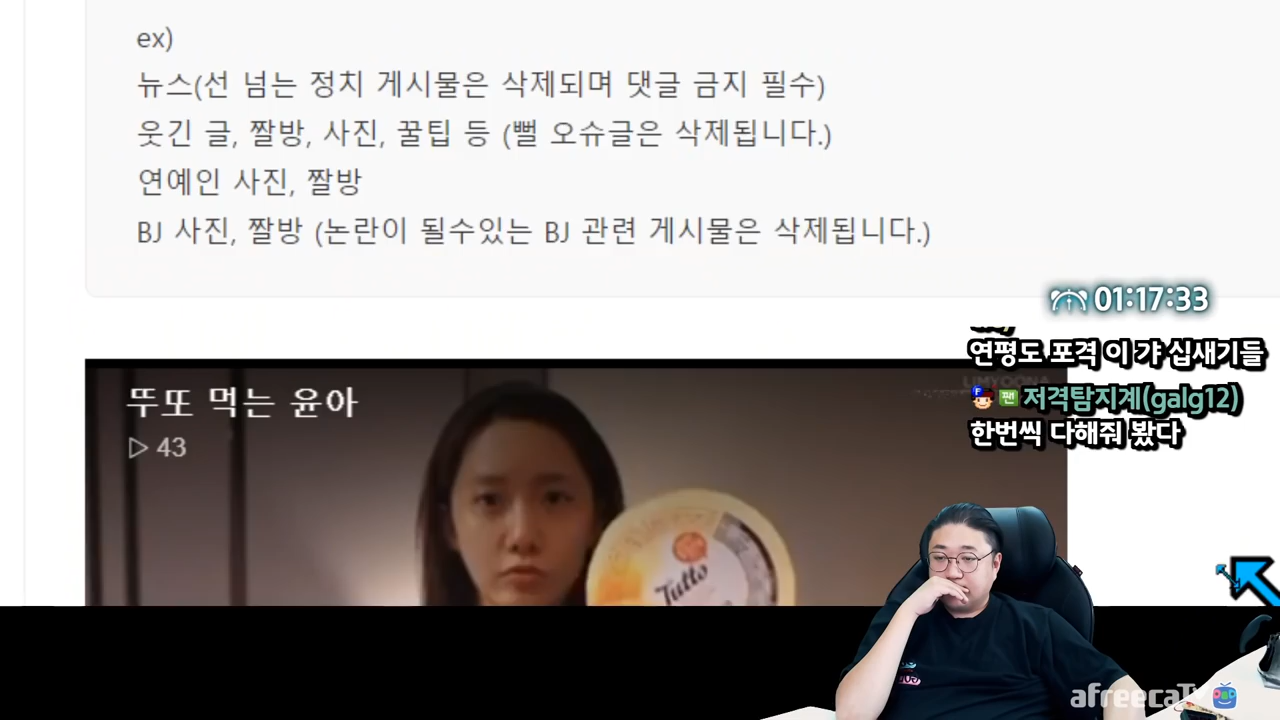 ex)
뉴스(선 넘는 정치 게시물은 삭제되며 댓글 금지 필수)
웃긴 글, 짤방, 사진, 꿀팁 등 (뻘 오슈글은 삭제됩니다.)
연예인 사진, 짤방
BJ 사진, 짤방 (논란이 될수있는 BJ 관련 게시물은 삭제됩니다.)
01:17:33
연평도 포격 이 갸 십새기들
F 팬 저격탐지계(galg12)
한번씩 다해줘 봤다
뚜또 먹는 윤아
43
Tutto
afreecaTV